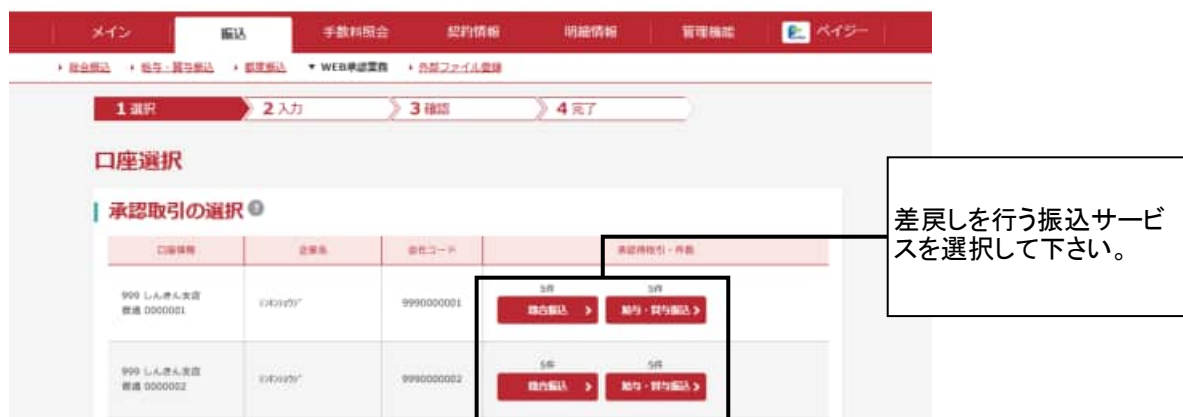 メイン 振込 手数料照会 契約情報 明細情報 管理機能 ペイジー
総合振込 給与・賞与振込 都度振込 WEB承認業務 外部ファイル登録
1 選択 2 入力 3 確認 4 完了
口座選択
承認取引の選択
口座情報 企業名 会社コード 承認待取引・件数
5件 5件
999 しんきん支店
普通 0000001
9990000001
総合振込 給与・賞与振込
5件 5件
999 しんきん支店
普通 0000002
9990000002
総合振込 給与・賞与振込
差戻しを行う振込サービ
スを選択して下さい。